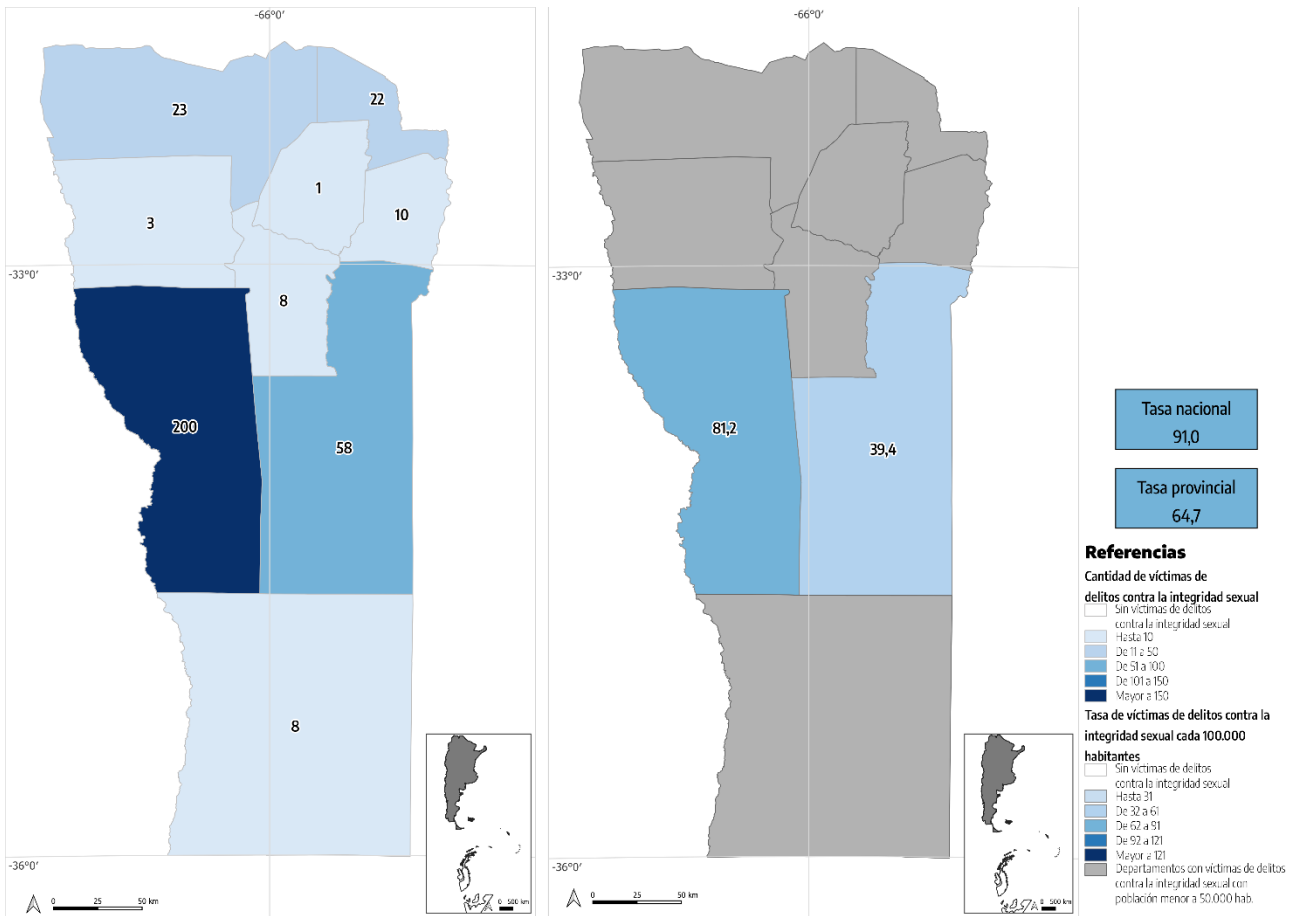 -66°0'
23
22
1
3
10
-33°0'
8
200
58
8
-36°0'
0 25 50 km
0 500 km
-66°0'
-33°0'
81,2
39,4
-36°0'
0 25 50 km
0 500 km
Tasa nacional
91,0
Tasa provincial
64,7
Referencias
Cantidad de víctimas de
delitos contra la integridad sexual
Sin víctimas de delitos
contra la integridad sexual
Hasta 10
De 11 a 50
De 51 a 100
De 101 a 150
Mayor a 150
Tasa de víctimas de delitos contra la
integridad sexual cada 100.000
habitantes
Sin víctimas de delitos
contra la integridad sexual
Hasta 31
De 32 a 61
De 62 a 91
De 92 a 121
Mayor a 121
Departamentos con víctimas de delitos
contra la integridad sexual con
población menor a 50.000 hab.